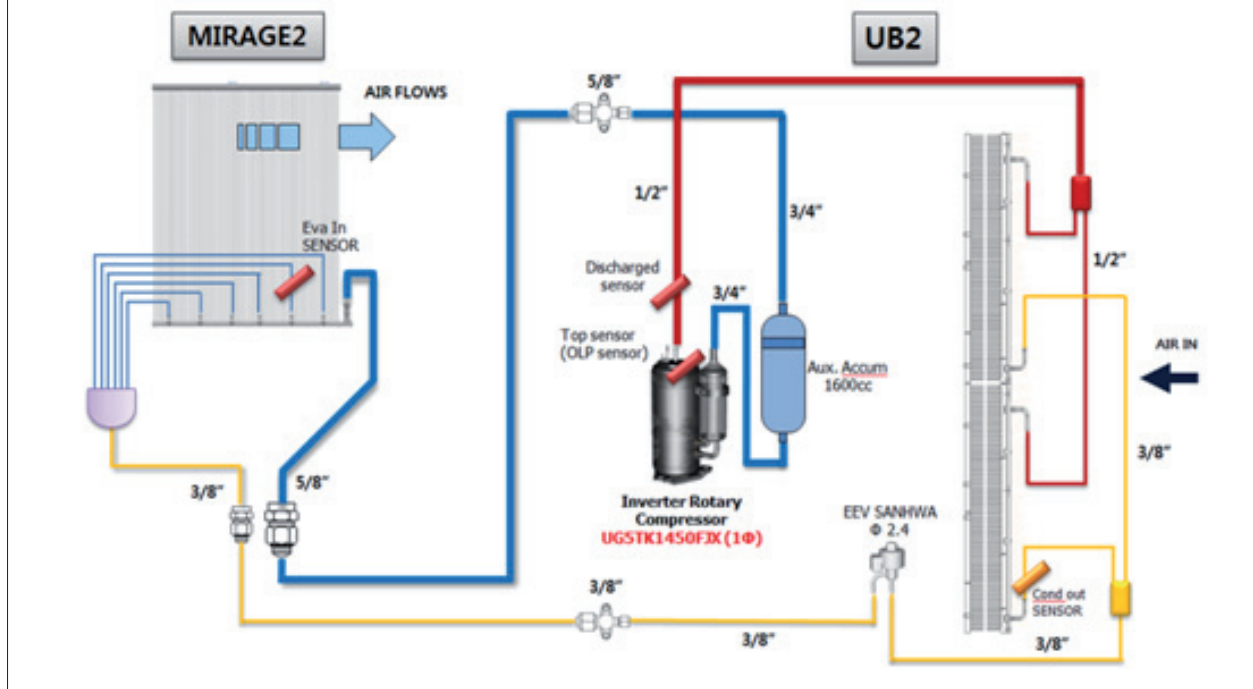 MIRAGE2
UB2
AIR FLOWS
5/8"
1/2"
3/4"
Eva In
SENSOR
Discharged
sensor
3/4"
1/2"
Top sensor
(OLP sensor)
Aux. Accum
1600cc
AIR IN
3/8"
3/8"
5/8"
Inverter Rotary
Compressor
UG5TK1450FJX (1Φ)
EEV SANHWA
Φ 2.4
3/8"
3/8"
Cond out
SENSOR
3/8"